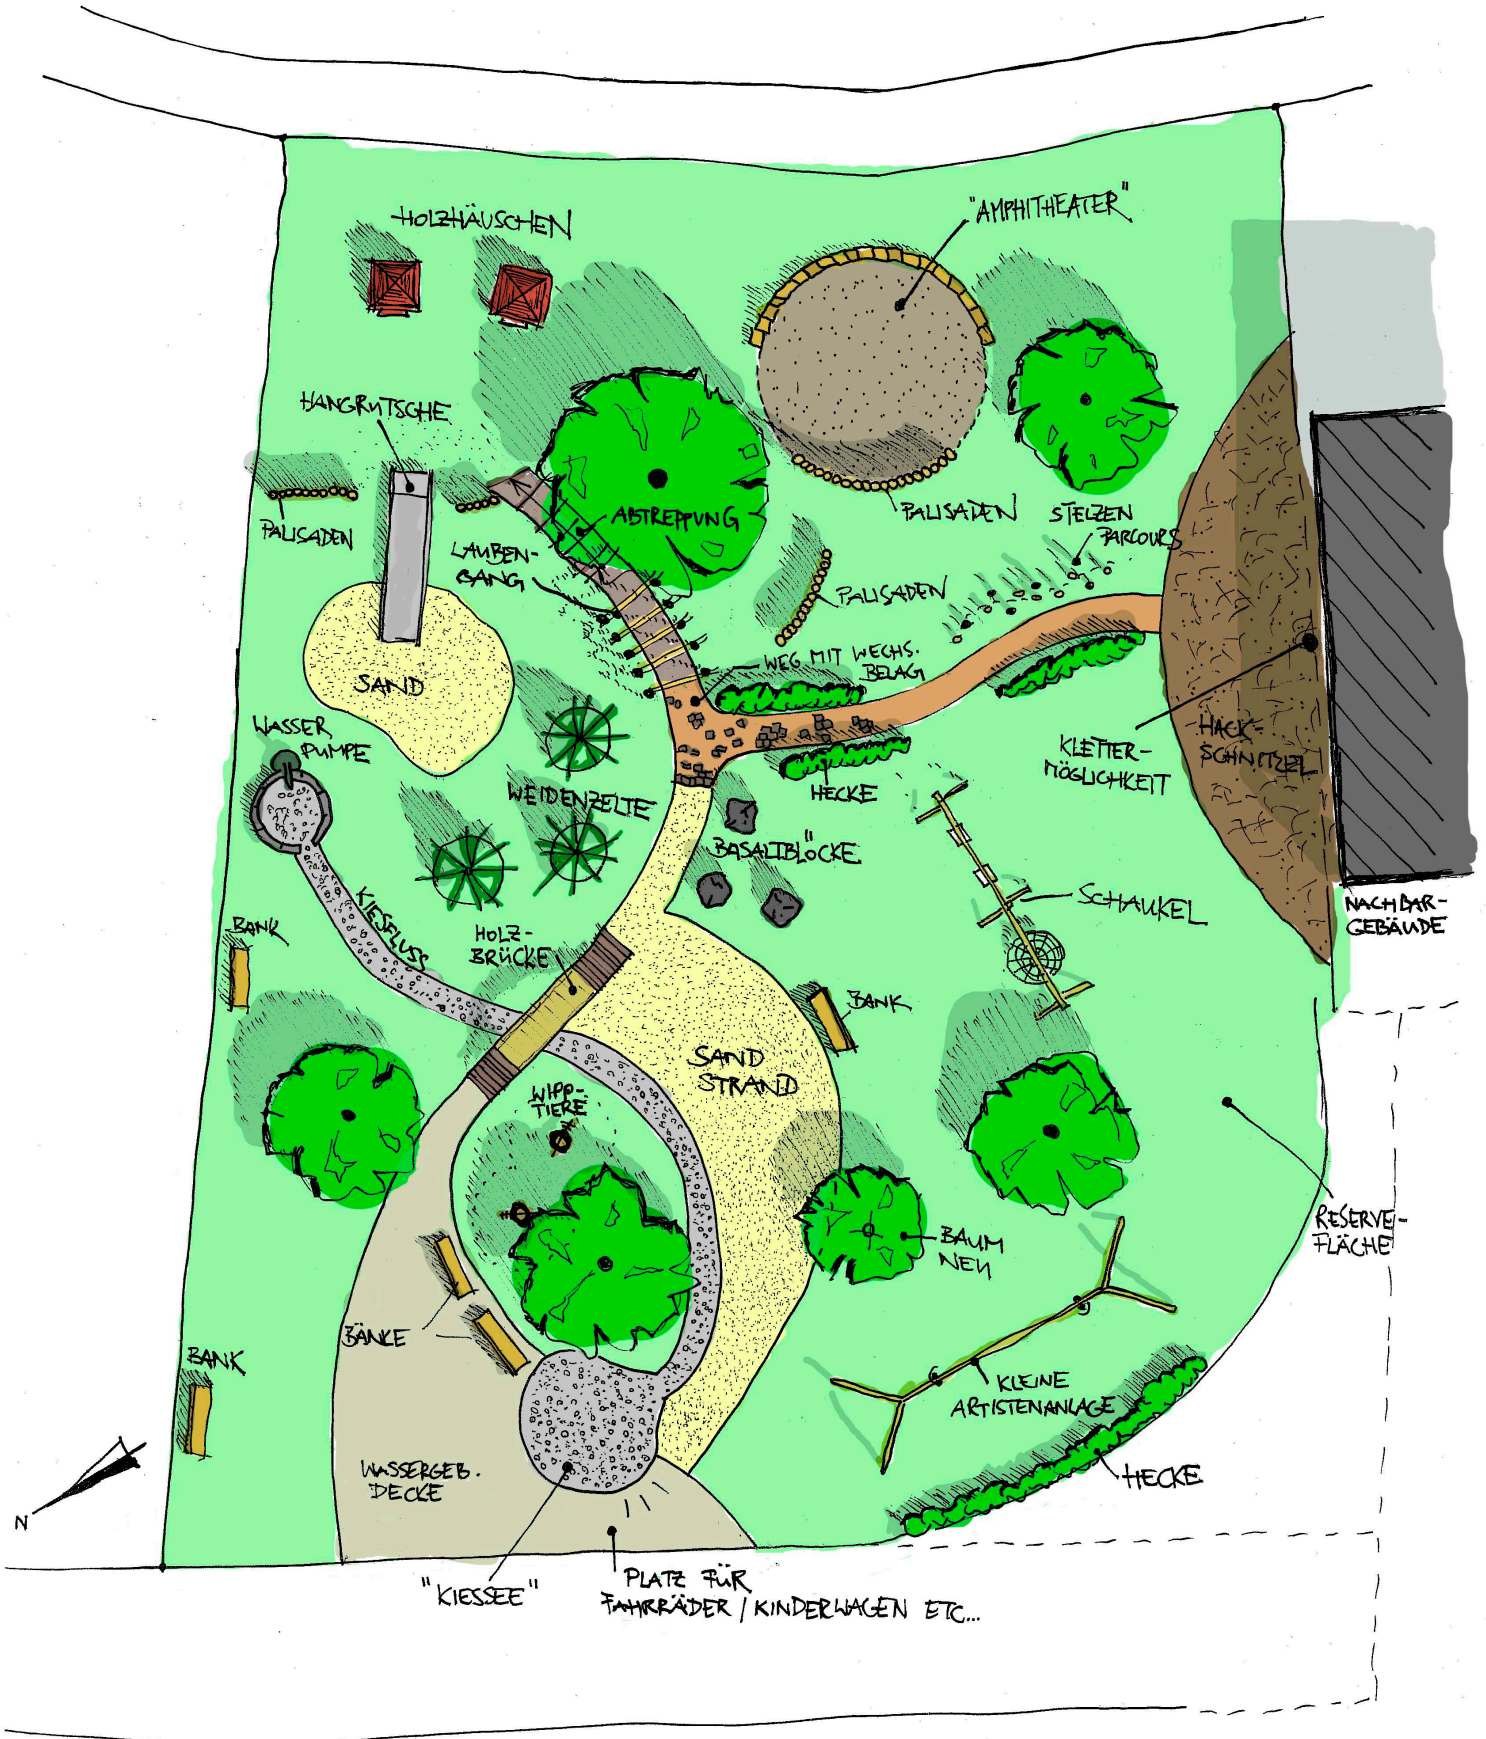 HOLZHÄUSCHEN
"AMPHITHEATER"
HANGRUTSCHE
PALISADEN
ABTREPPUNG
PALISADEN
STELZEN
PARCOURS
LAUBEN-
GANG
PALISADEN
WEG MIT WECHS.
BELAG
SAND
WASSER
PUMPE
KLETTER-
MÖGLICHKEIT
HACK-
SCHNITZEL
WEIDENZELTE
HECKE
BASALTBLÖCKE
SCHAUKEL
NACHBAR-
GEBÄUDE
KIESFLUSS
BANK
HOLZ-
BRÜCKE
BANK
SAND
STRAND
WIPP-
TIERE
RESERVE-
FLÄCHE
BAUM
NEU
BÄNKE
BANK
KLEINE
ARTISTENANLAGE
WASSERGEB.
DECKE
HECKE
N
"KIESSEE"
PLATZ FÜR
FAHRRÄDER / KINDERWAGEN ETC...